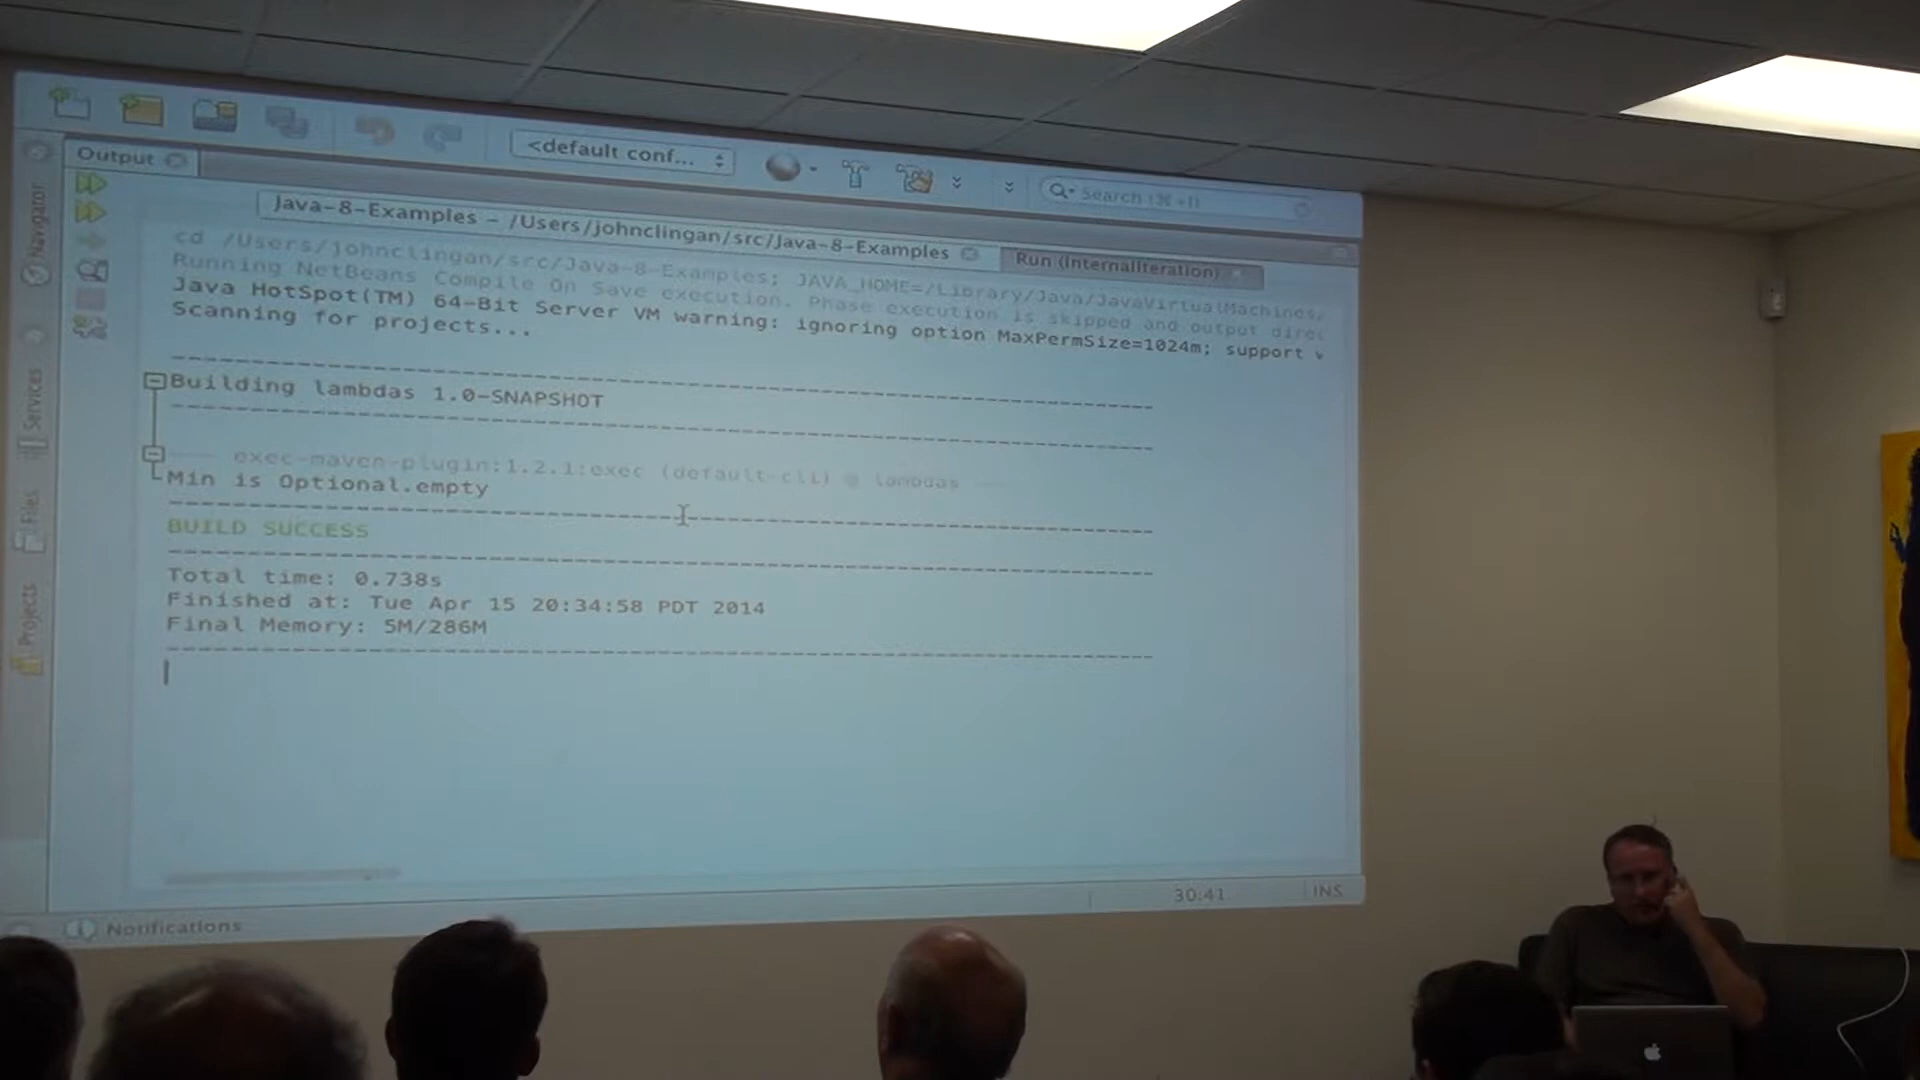 <default conf...
Search (⌘+I)
Output
Java-8-Examples - /Users/johnclingan/src/Java-8-Examples
Run (InternalIteration)
cd /Users/johnclingan/src/Java-8-Examples; JAVA_HOME=/Library/Java/JavaVirtualMachines/
Running NetBeans Compile On Save execution. Phase execution is skipped and output direc
Java HotSpot(TM) 64-Bit Server VM warning: ignoring option MaxPermSize=1024m; support w
Scanning for projects...
Building lambdas 1.0-SNAPSHOT
exec-maven-plugin:1.2.1:exec (default-cli) @ lambdas
Min is Optional.empty
BUILD SUCCESS
Total time: 0.738s
Finished at: Tue Apr 15 20:34:58 PDT 2014
Final Memory: 5M/286M
Navigator
Services
Files
Projects
30:41
INS
Notifications